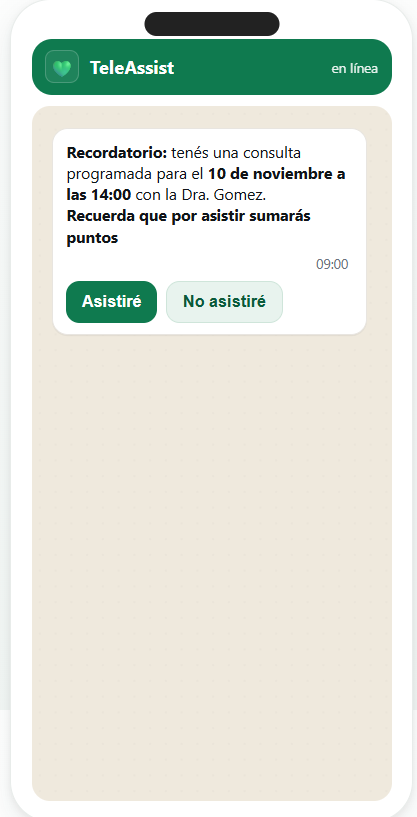 TeleAssist
en línea
Recordatorio: tenés una consulta
programada para el 10 de noviembre a
las 14:00 con la Dra. Gomez.
Recuerda que por asistir sumarás
puntos
09:00
Asistiré
No asistiré